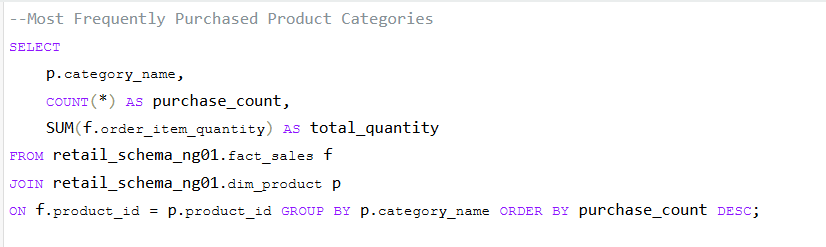 --Most Frequently Purchased Product Categories
SELECT
p.category_name,
COUNT(*) AS purchase_count,
SUM(f.order_item_quantity) AS total_quantity
FROM retail_schema_ng01.fact_sales f
JOIN retail_schema_ng01.dim_product p
ON f.product_id = p.product_id GROUP BY p.category_name ORDER BY purchase_count DESC;